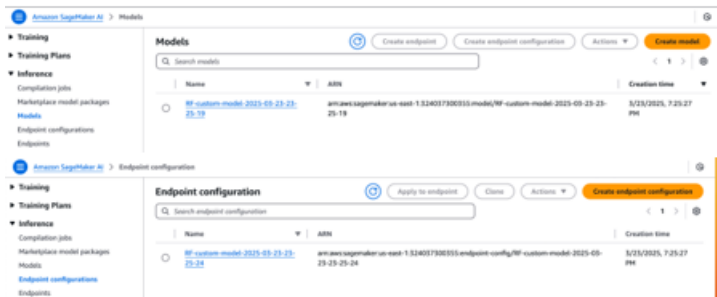 Amazon SageMaker AI > Models
Training
Training Plans
Inference
Compilation jobs
Marketplace model packages
Models
Endpoint configurations
Endpoints
Models
Create endpoint
Create endpoint configuration
Actions
Create model
Search models
1
Name
ARN
Creation time
RF-custom-model-2025-03-23-23-
25-19
arn:aws:sagemaker:us-east-1:324037300355:model/RF-custom-model-2025-03-23-23-
25-19
3/23/2025, 7:25:27
PM
Amazon SageMaker AI > Endpoint configuration
Training
Training Plans
Inference
Compilation jobs
Marketplace model packages
Models
Endpoint configurations
Endpoints
Endpoint configuration
Apply to endpoint
Clone
Actions
Create endpoint configuration
Search endpoint configuration
1
Name
ARN
Creation time
RF-custom-model-2025-03-23-23-
25-24
arn:aws:sagemaker:us-east-1:324037300355:endpoint-config/RF-custom-model-2025-03-
23-23-25-24
3/23/2025, 7:25:27
PM